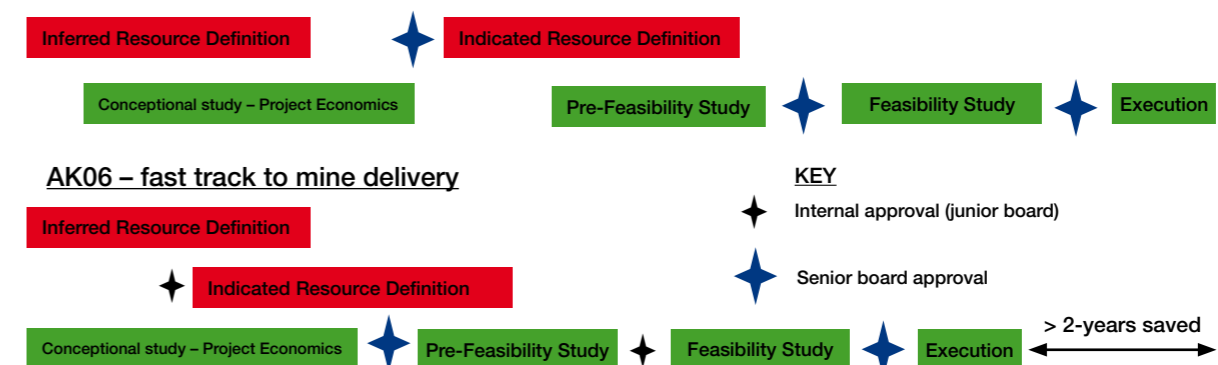 Inferred Resource Definition
Indicated Resource Definition
Conceptional study – Project Economics
Pre-Feasibility Study
Feasibility Study
Execution
AK06 – fast track to mine delivery
KEY
Inferred Resource Definition
Internal approval (junior board)
Indicated Resource Definition
Senior board approval
Conceptional study – Project Economics
Pre-Feasibility Study
Feasibility Study
Execution
> 2-years saved